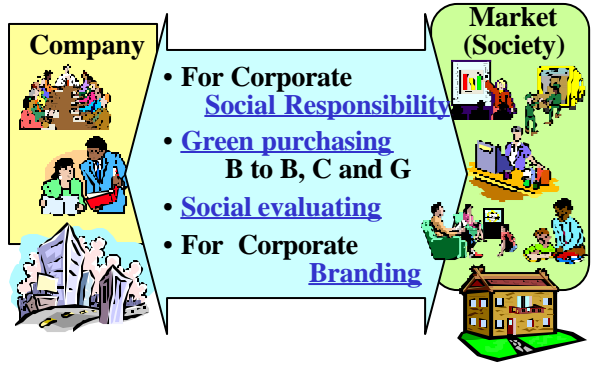 Company
Market
(Society)
• For Corporate
Social Responsibility
• Green purchasing
B to B, C and G
• Social evaluating
• For Corporate
Branding